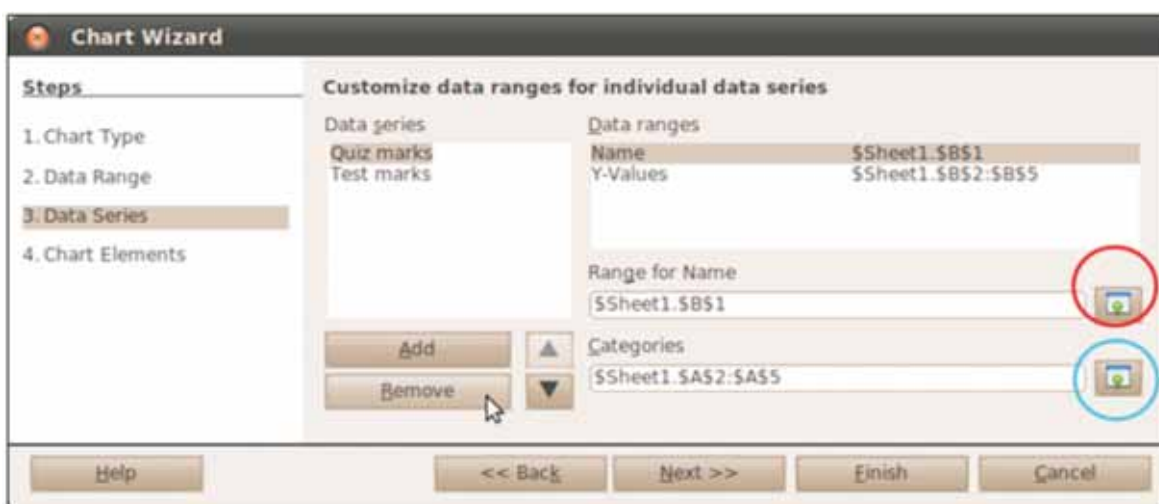 Chart Wizard
Steps
1. Chart Type
2. Data Range
3. Data Series
4. Chart Elements
Customize data ranges for individual data series
Data series
Quiz marks
Test marks
Add
Remove
Data ranges
Name $Sheet1.$B$1
Y-Values $Sheet1.$B$2:$B$5
Range for Name
$Sheet1.$B$1
Categories
$Sheet1.$A$2:$A$5
Help
<< Back
Next >>
Finish
Cancel